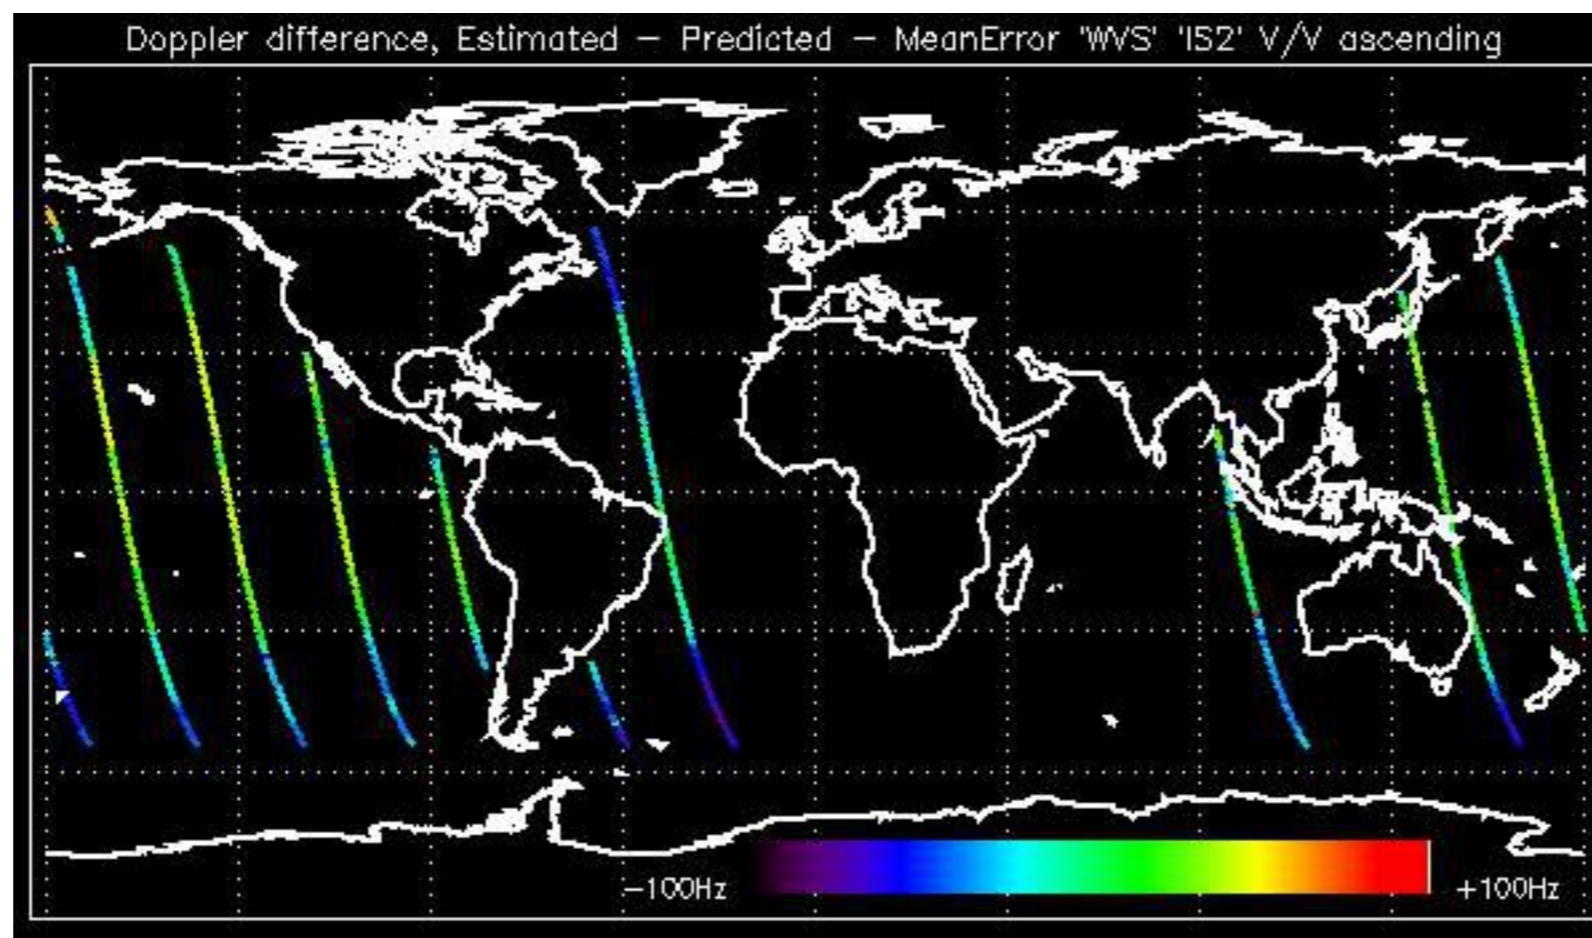 Doppler difference, Estimated – Predicted – MeanError 'WVS' 'IS2' V/V ascending
−100Hz
+100Hz